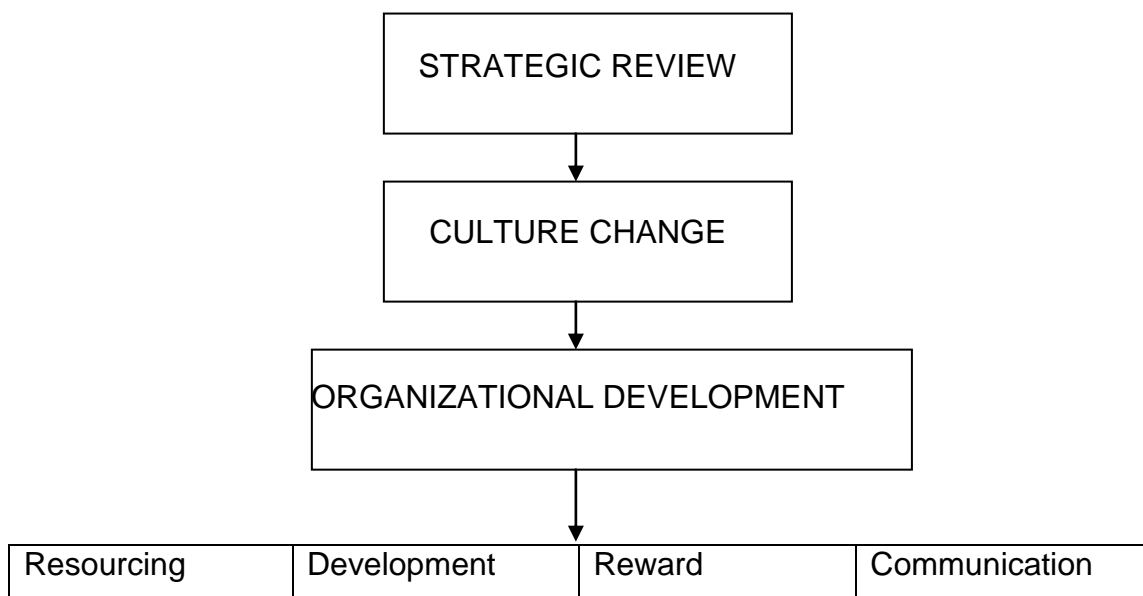 STRATEGIC REVIEW
CULTURE CHANGE
ORGANIZATIONAL DEVELOPMENT
Resourcing Development Reward Communication